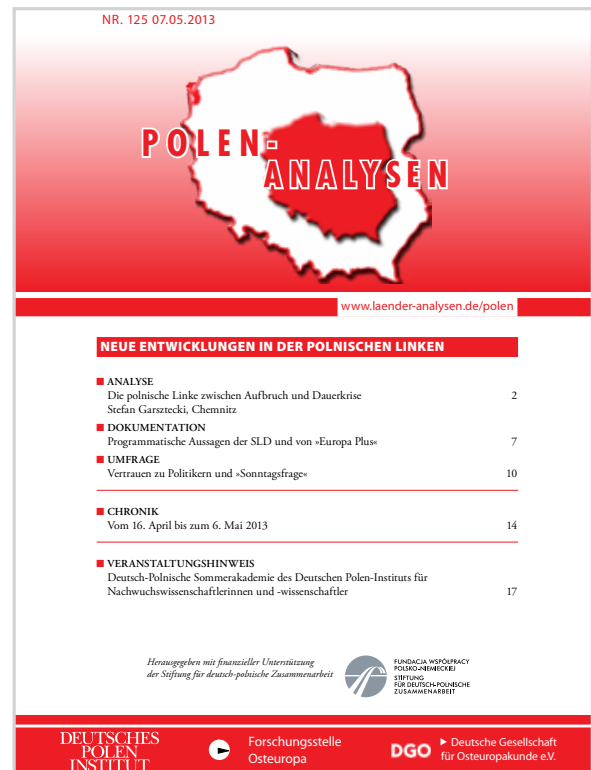 NR. 125 07.05.2013
POLEN-
ANALYSEN
www.laender-analysen.de/polen
NEUE ENTWICKLUNGEN IN DER POLNISCHEN LINKEN
ANALYSE
Die polnische Linke zwischen Aufbruch und Dauerkrise 2
Stefan Garsztecki, Chemnitz
DOKUMENTATION
Programmatische Aussagen der SLD und von »Europa Plus« 7
UMFRAGE
Vertrauen zu Politikern und »Sonntagsfrage« 10
CHRONIK
Vom 16. April bis zum 6. Mai 2013 14
VERANSTALTUNGSHINWEIS
Deutsch-Polnische Sommerakademie des Deutschen Polen-Instituts für
Nachwuchswissenschaftlerinnen und -wissenschaftler 17
Herausgegeben mit finanzieller Unterstützung
der Stiftung für deutsch-polnische Zusammenarbeit
FUNDACJA WSPÓŁPRACY
POLSKO-NIEMIECKIEJ
STIFTUNG
FÜR DEUTSCH-POLNISCHE
ZUSAMMENARBEIT
DEUTSCHES
POLEN
INSTITUT
Forschungsstelle
Osteuropa
DGO
Deutsche Gesellschaft
für Osteuropakunde e.V.